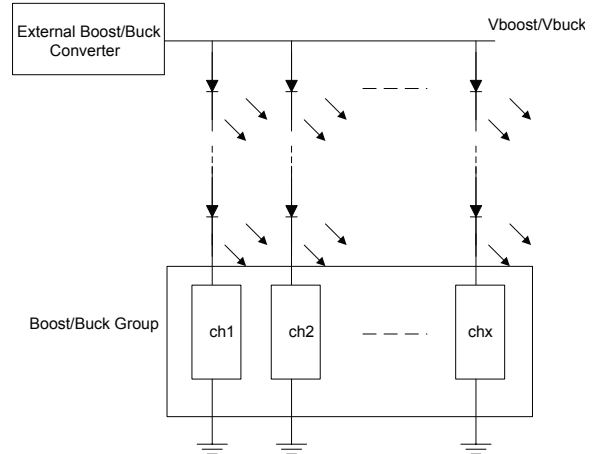 External Boost/Buck
Converter
Vboost/Vbuck
Boost/Buck Group
ch1
ch2
chx